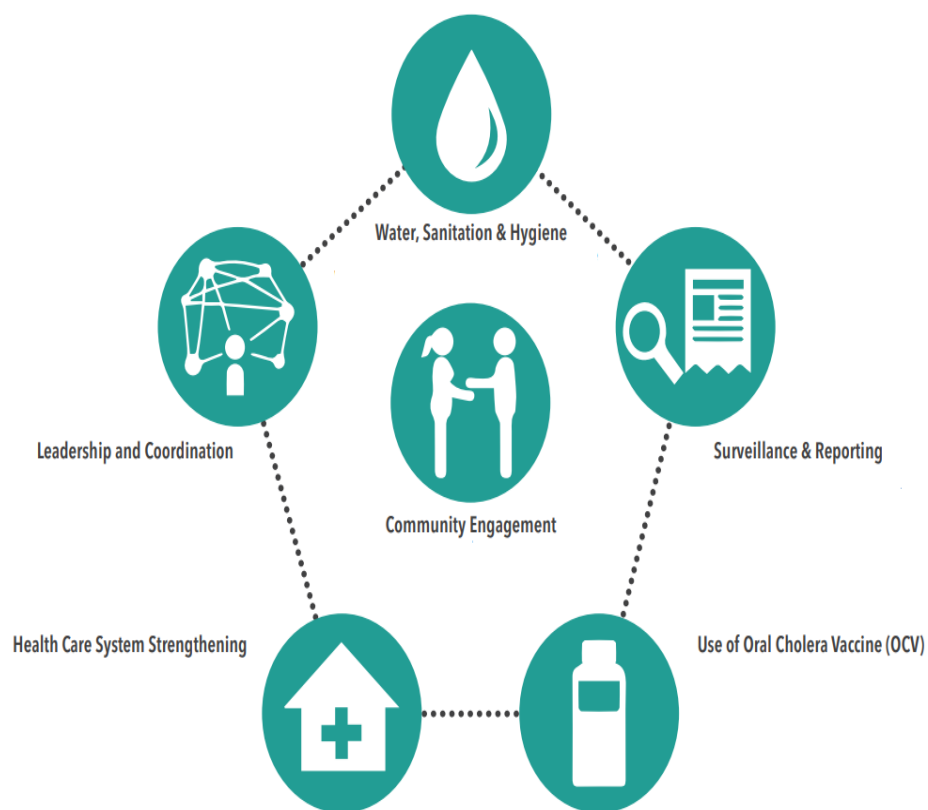 Water, Sanitation & Hygiene
Leadership and Coordination
Surveillance & Reporting
Community Engagement
Health Care System Strengthening
Use of Oral Cholera Vaccine (OCV)